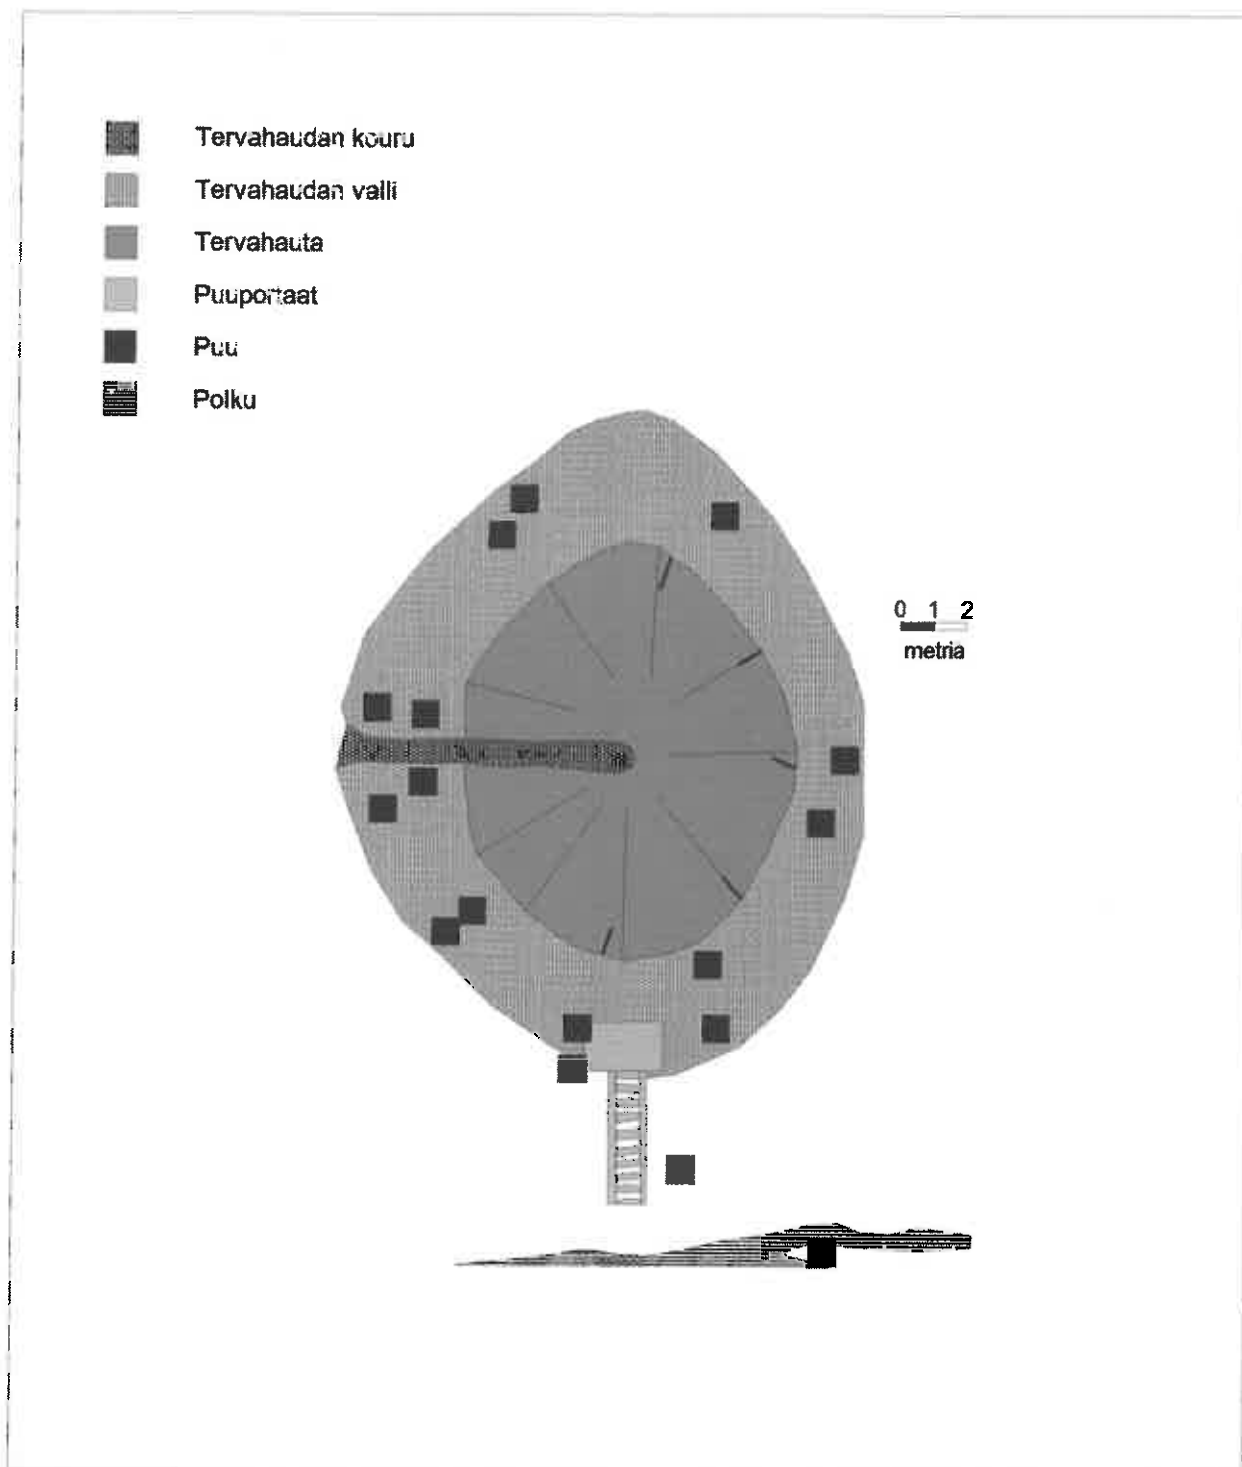 Tervahaudan kouru
Tervahaudan valli
Tervahauta
Puuportaat
Puu
Polku
0 1 2
metria